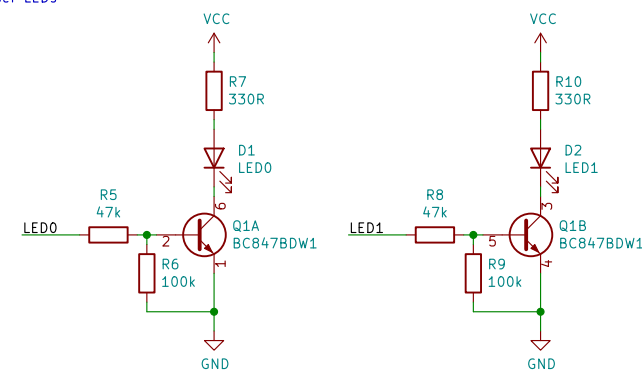 VCC
R7
330R
D1
LED0
6
R5
47k
LED0
2
Q1A
BC847BDW1
R6
100k
1
GND
VCC
R10
330R
D2
LED1
3
R8
47k
LED1
5
Q1B
BC847BDW1
R9
100k
4
GND